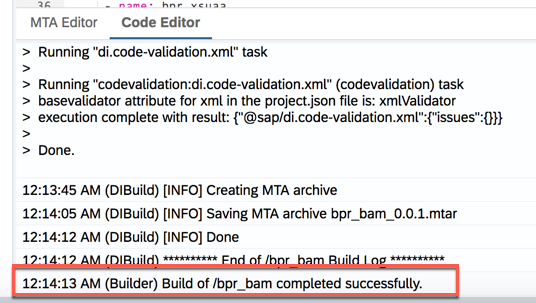 36 - name: bpr_xsuaa
MTA Editor Code Editor
> Running "di.code-validation.xml" task
>
> Running "codevalidation:di.code-validation.xml" (codevalidation) task
> basevalidator attribute for xml in the project.json file is: xmlValidator
> execution complete with result: {"@sap/di.code-validation.xml":{"issues":{}}}
>
> Done.
12:13:45 AM (DIBuild) [INFO] Creating MTA archive
12:14:05 AM (DIBuild) [INFO] Saving MTA archive bpr_bam_0.0.1.mtar
12:14:12 AM (DIBuild) [INFO] Done
12:14:12 AM (DIBuild) ********** End of /bpr_bam Build Log **********
12:14:13 AM (Builder) Build of /bpr_bam completed successfully.